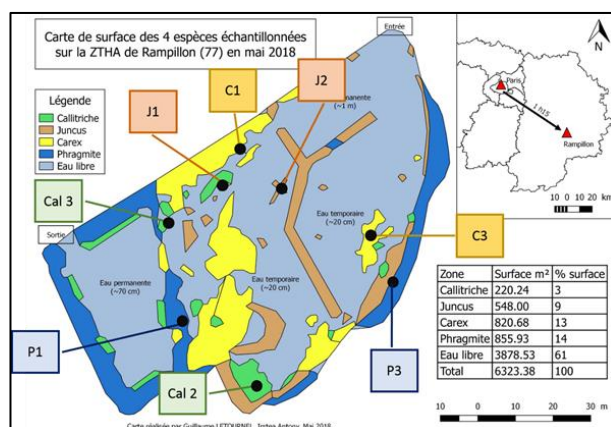 Carte de surface des 4 espèces échantillonnées
sur la ZTHA de Rampillon (77) en mai 2018
Entrée
Paris
1 h15
Rampillon
10 0 10 20 km
Légende
Callitriche
Juncus
Carex
Phragmite
Eau libre
J1
C1
J2
permanente
(~1 m)
Cal 3
Sortie
Eau permanente
(~70 cm)
Eau temporaire
(~20 cm)
Eau temporaire
(~20 cm)
C3
P1
Cal 2
P3
Zone Surface m² % surface
Callitriche 220.24 3
Juncus 548.00 9
Carex 820.68 13
Phragmite 855.93 14
Eau libre 3878.53 61
Total 6323.38 100
10 0 10 20 30 m
Carte réalisée par Guillaume LETOURNEL, Antony, Mai 2018